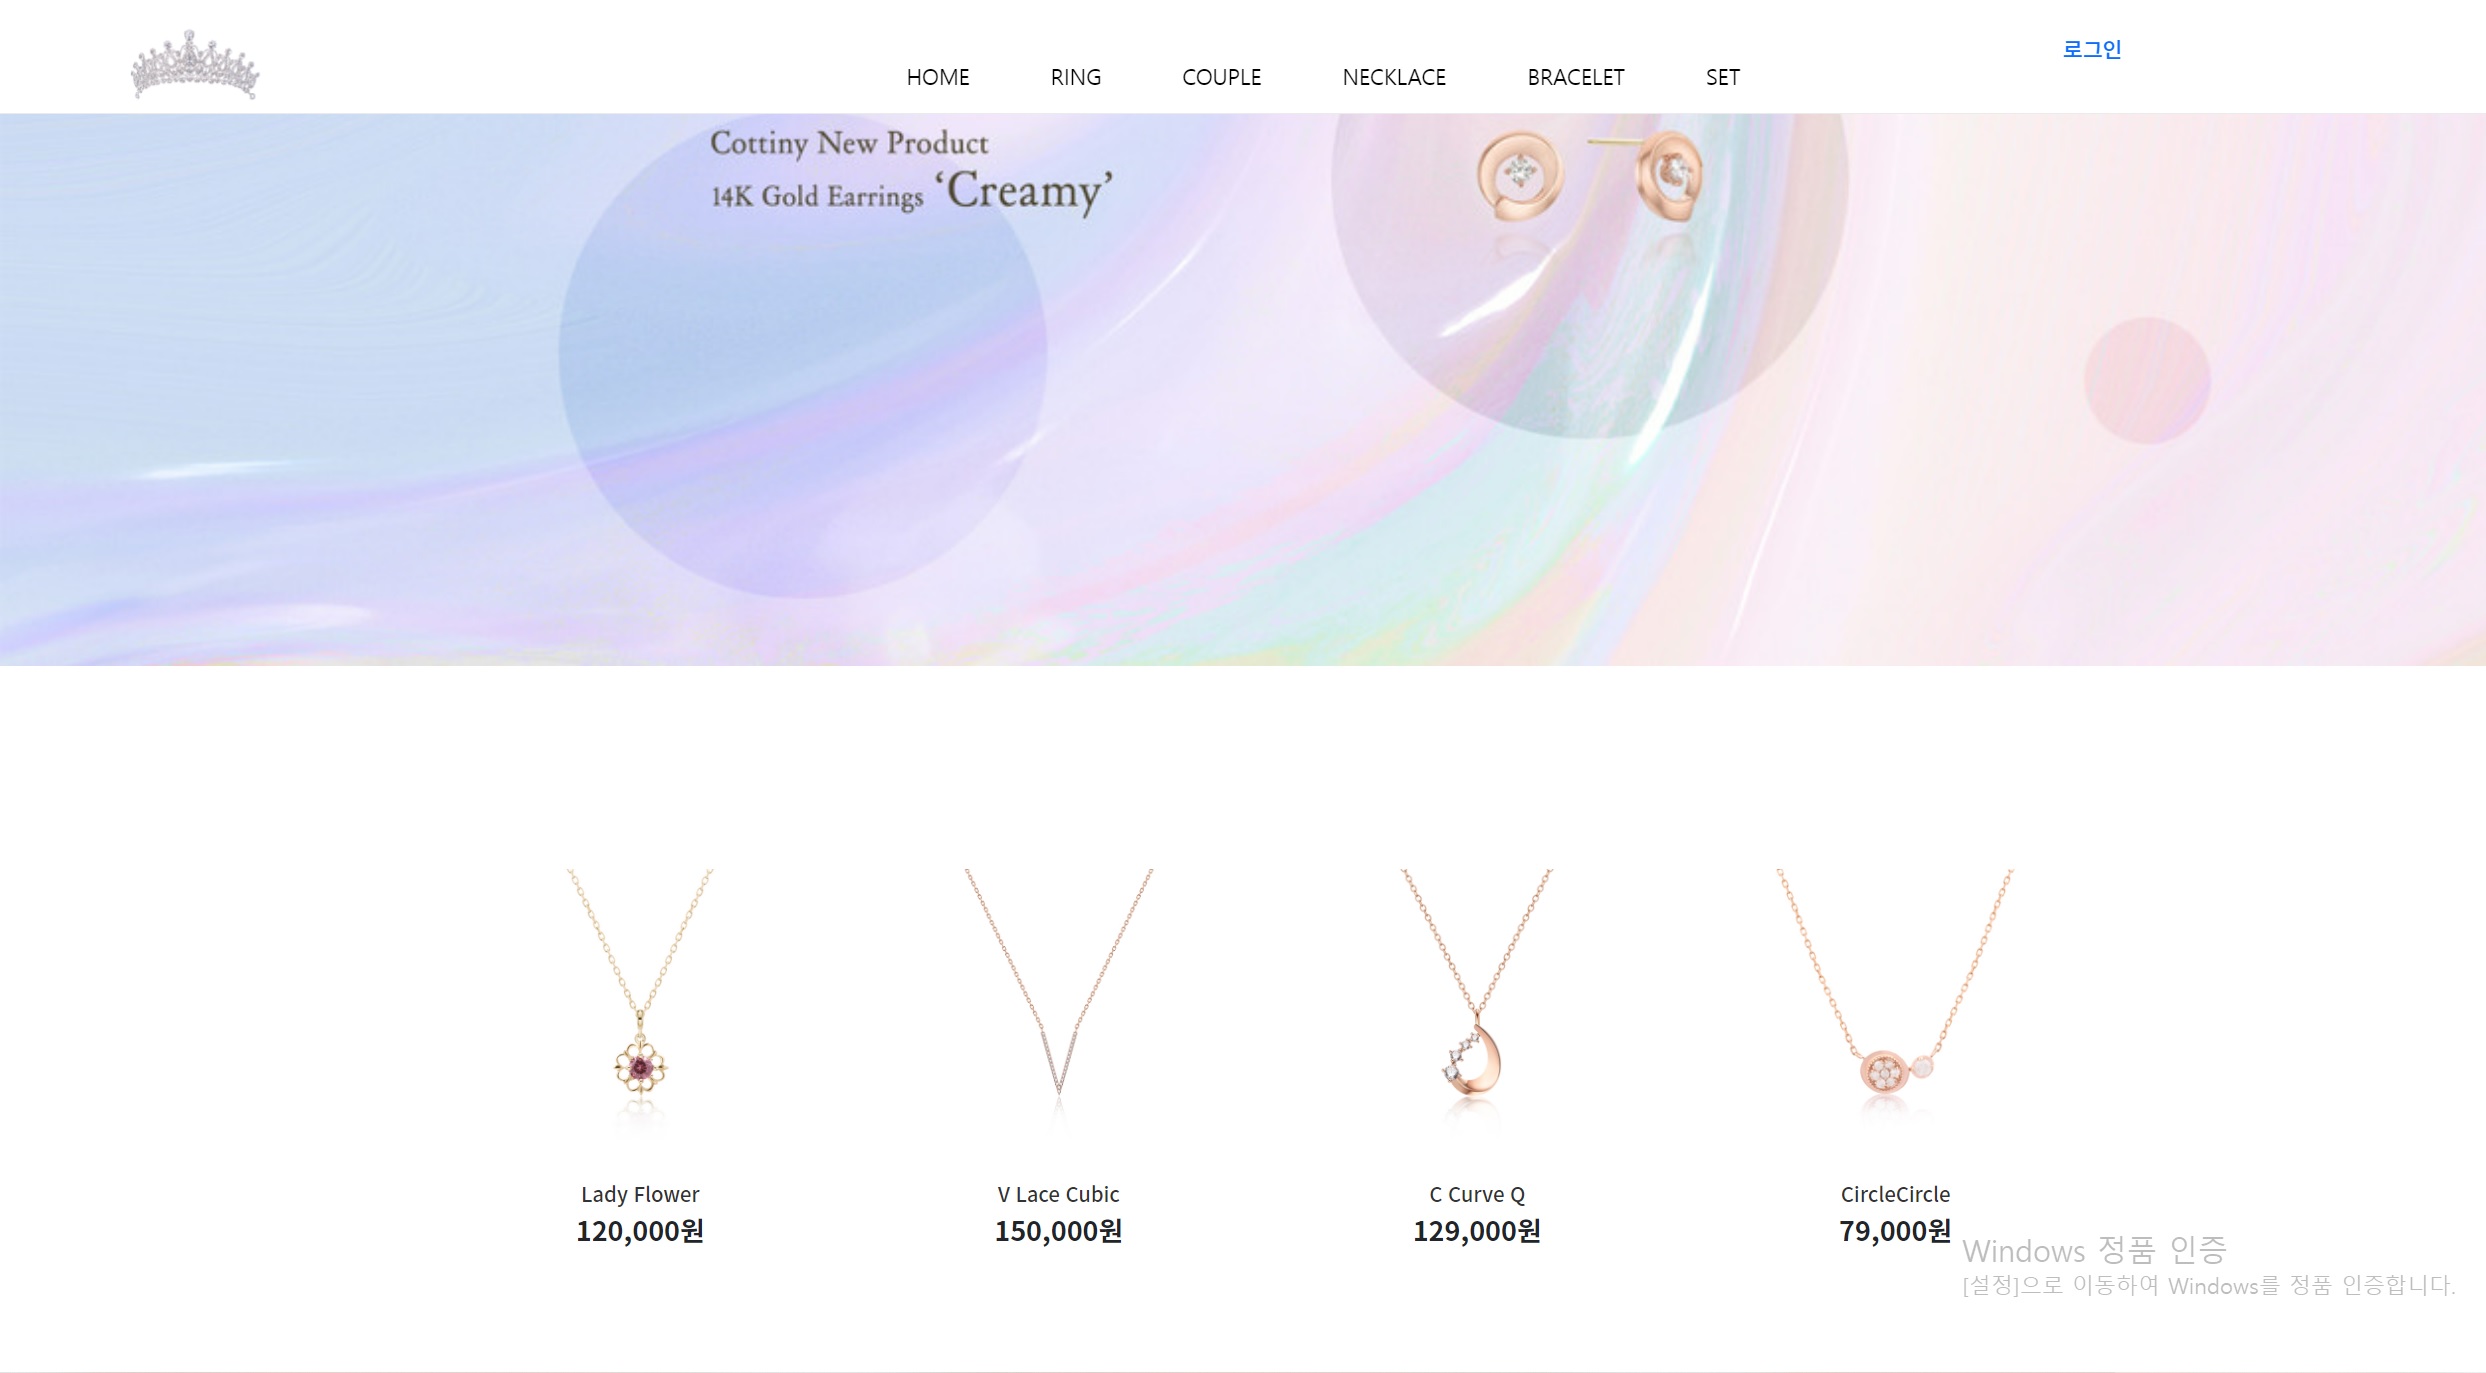 로그인
HOME RING COUPLE NECKLACE BRACELET SET
Cottiny New Product
14K Gold Earrings ‘Creamy’
Lady Flower
120,000원
V Lace Cubic
150,000원
C Curve Q
129,000원
CircleCircle
79,000원
Windows 정품 인증
[설정]으로 이동하여 Windows를 정품 인증합니다.